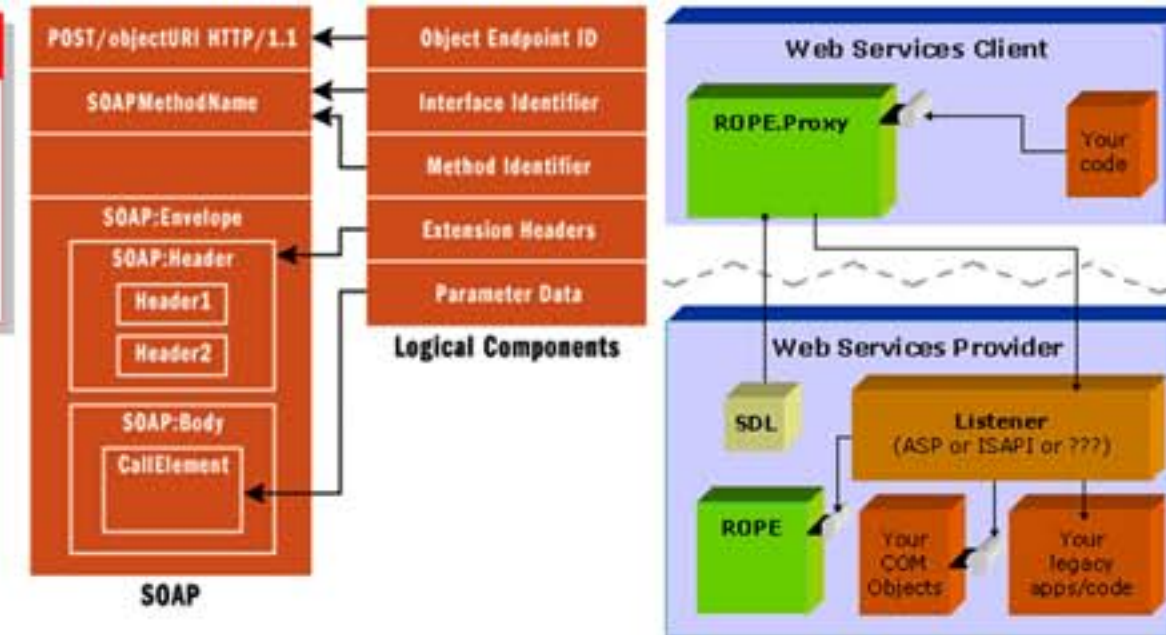 POST/objectURI HTTP/1.1
SOAPMethodName
SOAP:Envelope
SOAP:Header
Header1
Header2
SOAP:Body
CallElement
SOAP
Object Endpoint ID
Interface Identifier
Method Identifier
Extension Headers
Parameter Data
Logical Components
Web Services Client
ROPE.Proxy
Your
code
Web Services Provider
SDL
Listener
(ASP or ISAPI or ???)
ROPE
Your
COM
Objects
Your
legacy
apps/code